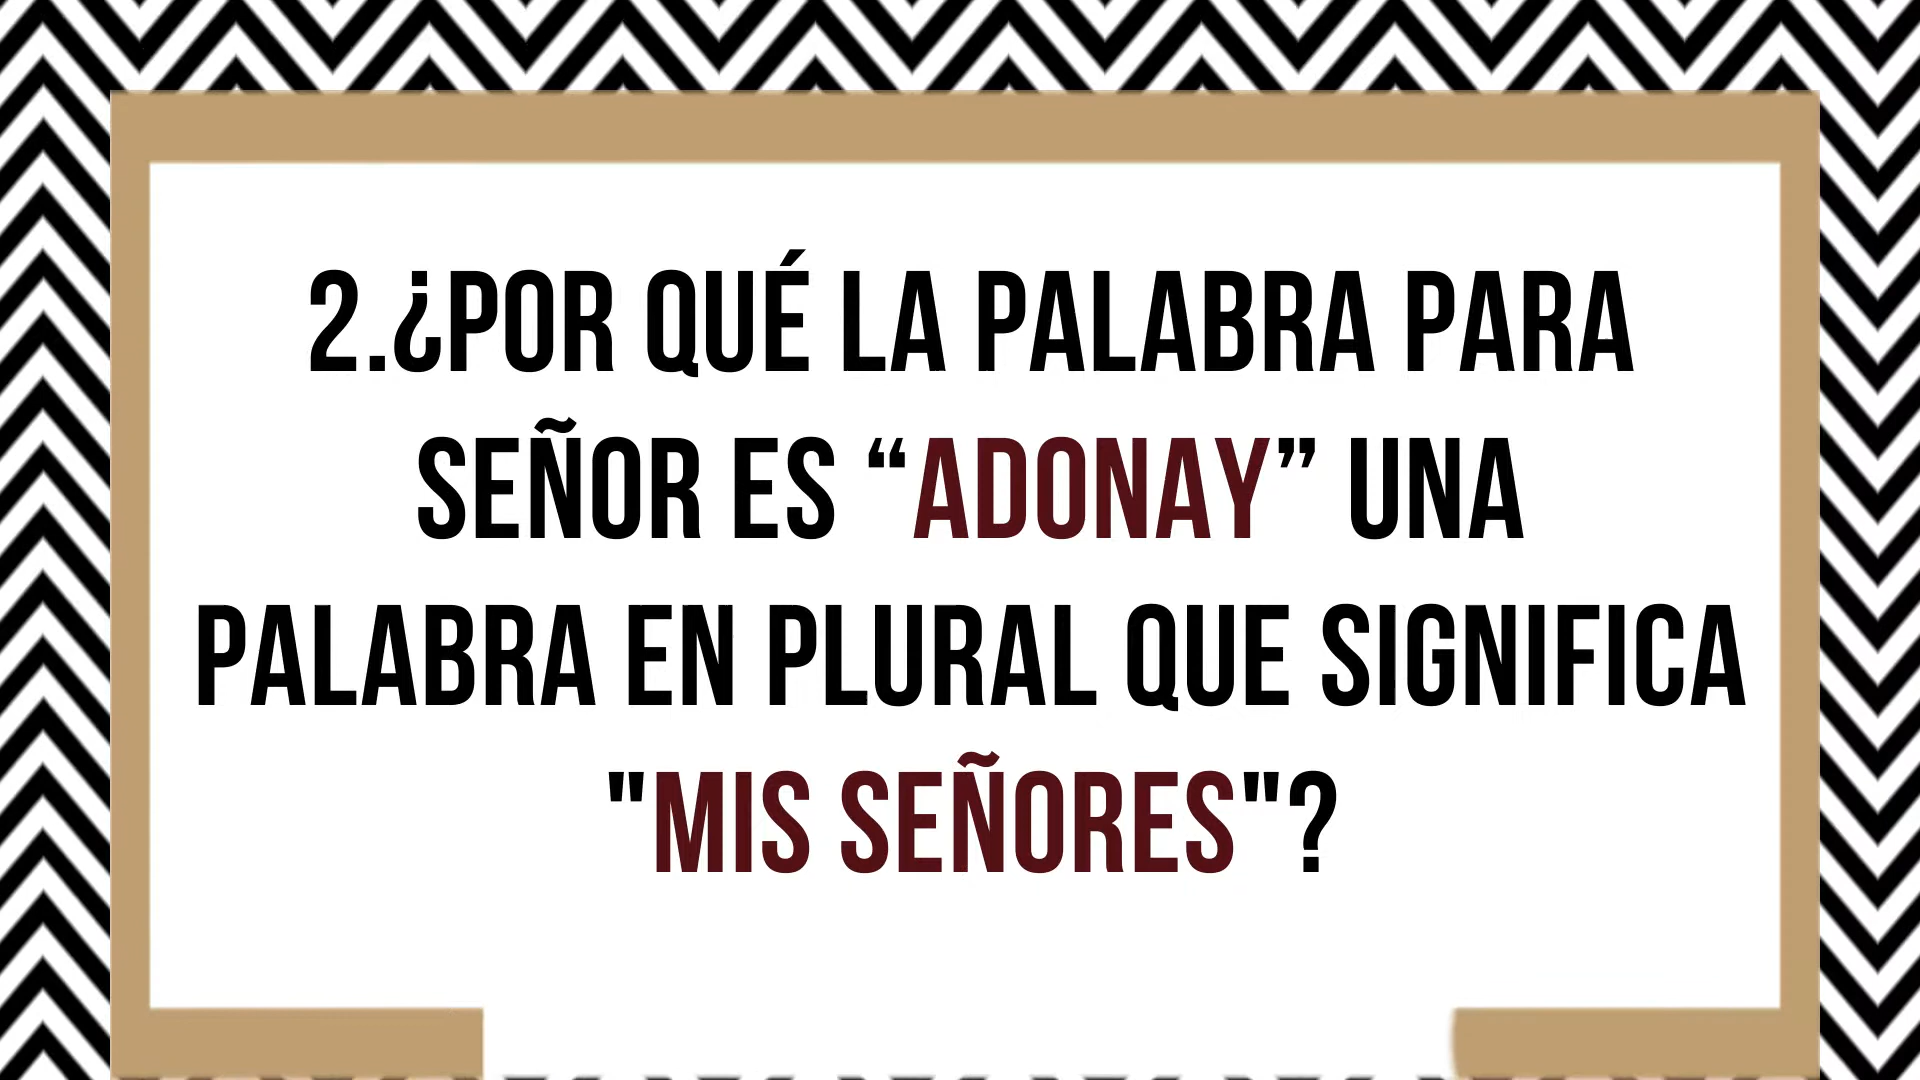 2.¿POR QUÉ LA PALABRA PARA
SEÑOR ES “ADONAY” UNA
PALABRA EN PLURAL QUE SIGNIFICA
"MIS SEÑORES"?